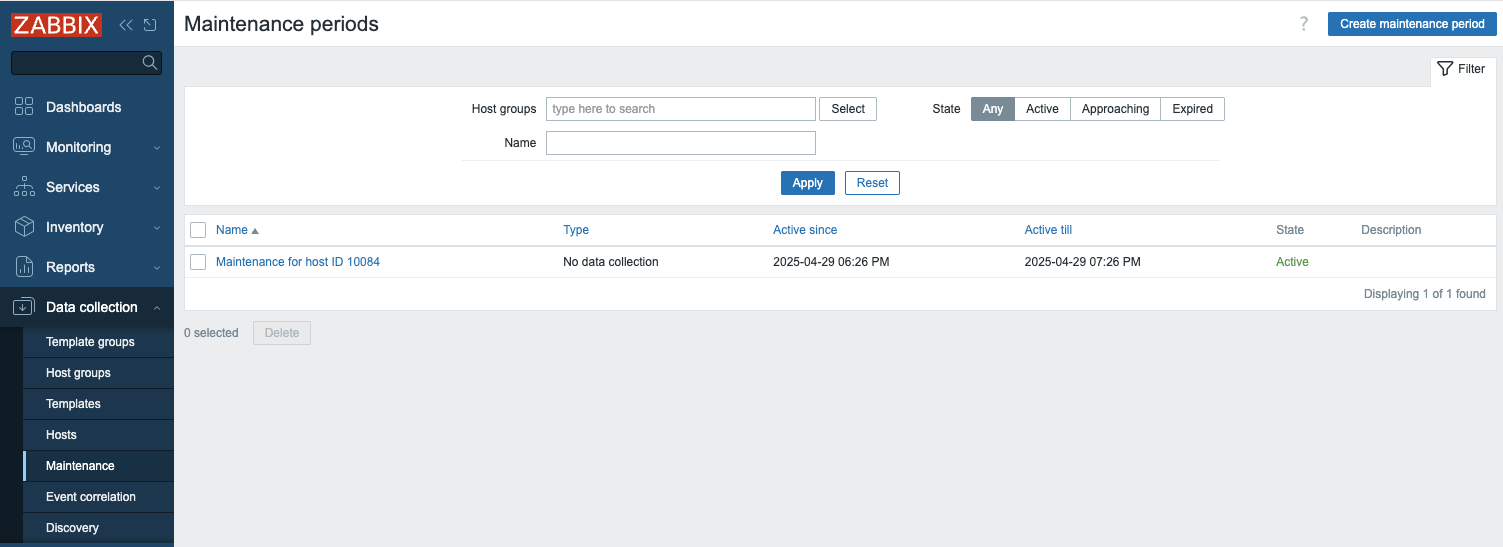 ZABBIX
Maintenance periods
?
Create maintenance period
Filter
Dashboards
Monitoring
Services
Inventory
Reports
Data collection
Template groups
Host groups
Templates
Hosts
Maintenance
Event correlation
Discovery
Host groups type here to search Select State Any Active Approaching Expired
Name
Apply Reset
Name Type Active since Active till State Description
Maintenance for host ID 10084 No data collection 2025-04-29 06:26 PM 2025-04-29 07:26 PM Active
Displaying 1 of 1 found
0 selected Delete